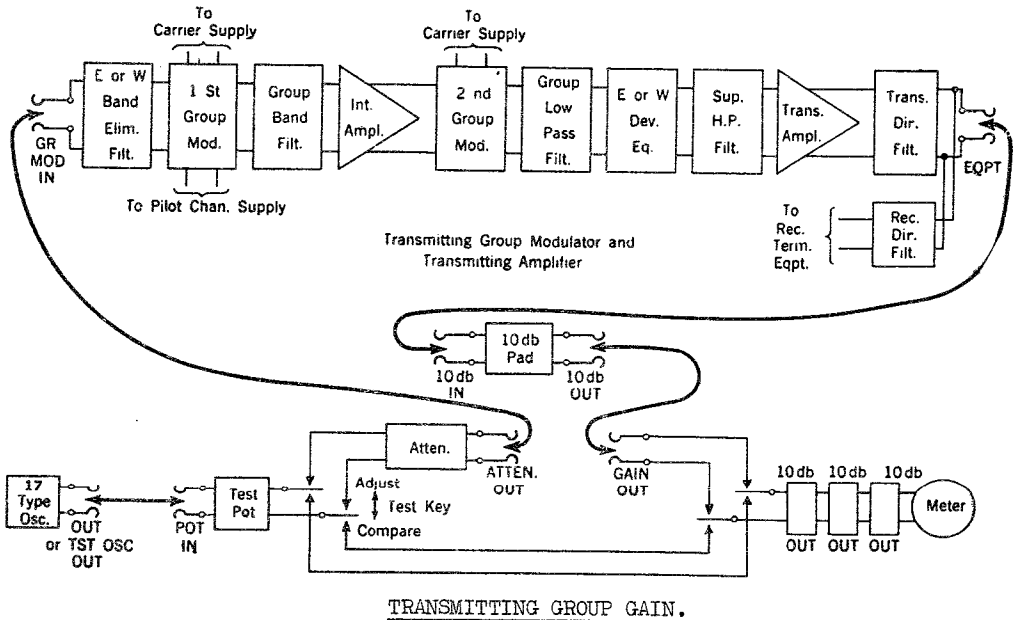 To
Carrier Supply
To
Carrier Supply
E or W
Band
Elim.
Filt.
1 St
Group
Mod.
Group
Band
Filt.
Int.
Ampl.
2 nd
Group
Mod.
Group
Low
Pass
Filt.
E or W
Dev.
Eq.
Sup.
H.P.
Filt.
Trans.
Ampl.
Trans.
Dir.
Filt.
GR
MOD
IN
EQPT
To Pilot Chan. Supply
To
Rec.
Term.
Eqpt.
Rec.
Dir.
Filt.
Transmitting Group Modulator and
Transmitting Amplifier
10 db
Pad
10 db
IN
10 db
OUT
Atten.
ATTEN.
OUT
GAIN
OUT
17
Type
Osc.
OUT
or TST OSC
OUT
POT
IN
Test
Pot
Adjust
Test Key
Compare
10 db
10 db
10 db
OUT
OUT
OUT
Meter
TRANSMITTING GROUP GAIN.